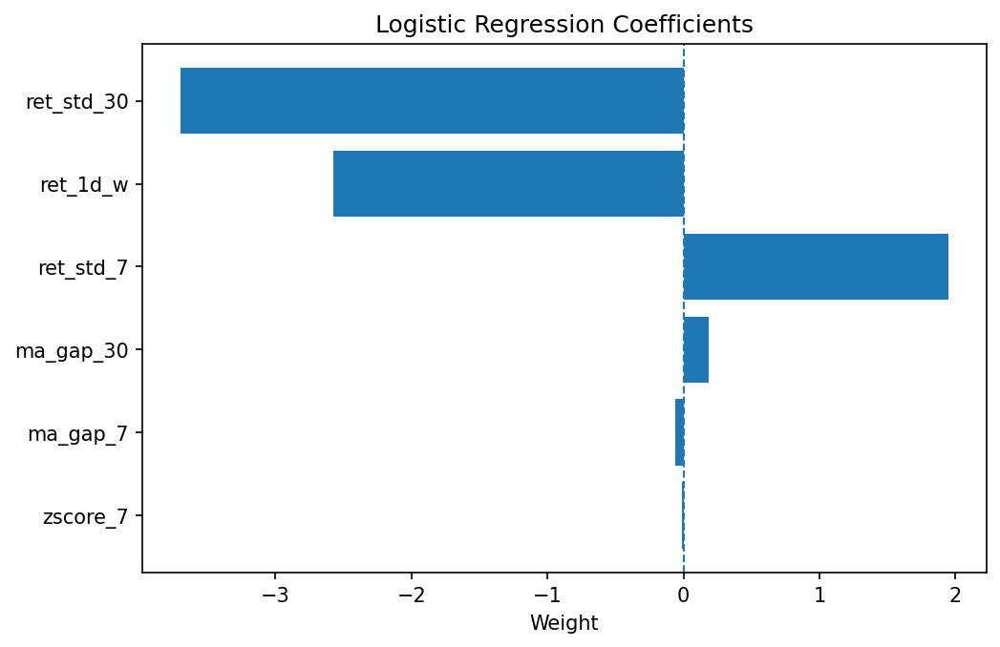 Logistic Regression Coefficients
ret_std_30
ret_1d_w
ret_std_7
ma_gap_30
ma_gap_7
zscore_7
−3 −2 −1 0 1 2
Weight